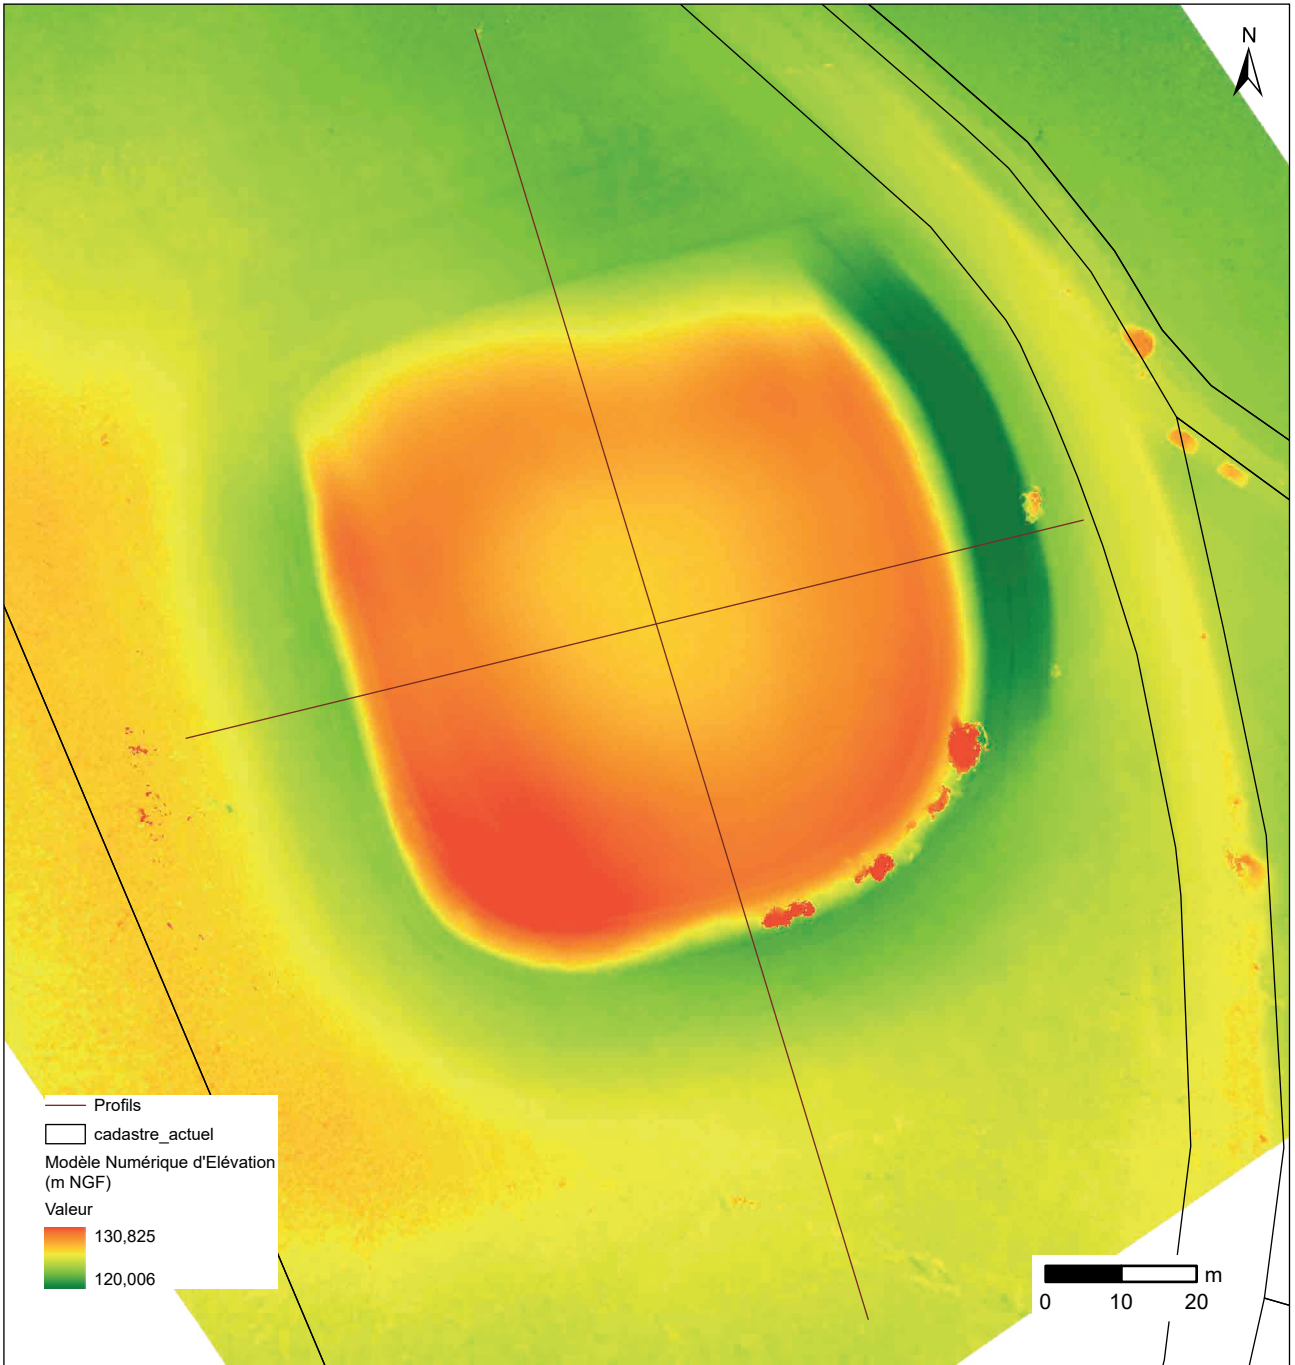 N
Profils
cadastre_actuel
Modèle Numérique d'Elévation
(m NGF)
Valeur
130,825
120,006
m
0 10 20